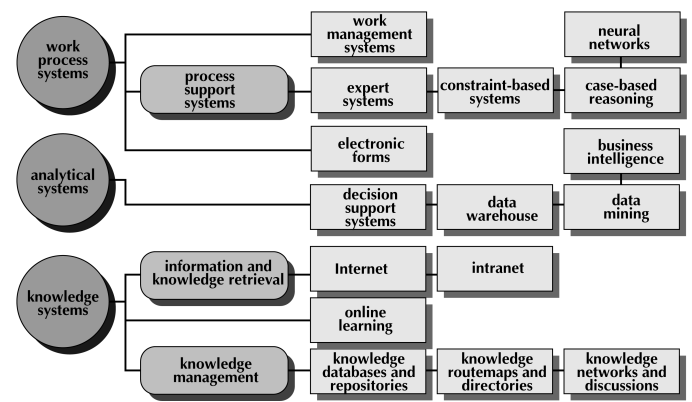 work
process
systems
process
support
systems
work
management
systems
expert
systems
constraint-based
systems
neural
networks
case-based
reasoning
electronic
forms
analytical
systems
decision
support
systems
data
warehouse
business
intelligence
data
mining
knowledge
systems
information and
knowledge retrieval
Internet
intranet
online
learning
knowledge
management
knowledge
databases and
repositories
knowledge
routemaps and
directories
knowledge
networks and
discussions